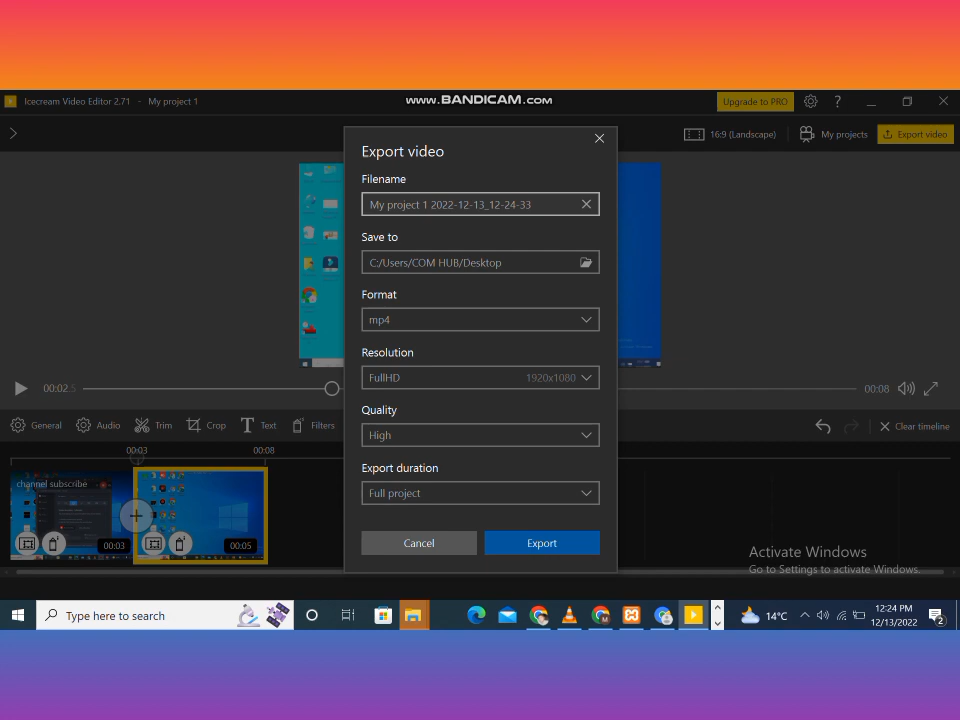 Icecream Video Editor 2.71 - My project 1
www.BANDICAM.com
Upgrade to PRO
?
16:9 (Landscape)
My projects
Export video
Export video
Filename
My project 1 2022-12-13_12-24-33
Save to
C:/Users/COM HUB/Desktop
Format
mp4
Resolution
FullHD 1920x1080
Quality
High
Export duration
Full project
Cancel Export
00:02.5
00:08
General Audio Trim Crop Text Filters
Clear timeline
00:03 00:08
channel subscribe
00:03
00:05
Activate Windows
Go to Settings to activate Windows.
Type here to search
14°C
12:24 PM
12/13/2022
2